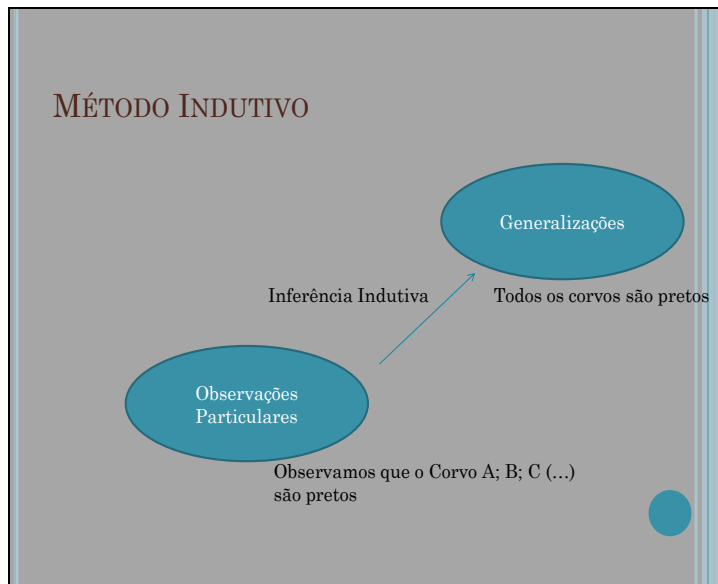 MÉTODO INDUTIVO
Generalizações
Inferência Indutiva
Todos os corvos são pretos
Observações
Particulares
Observamos que o Corvo A; B; C (...)
são pretos